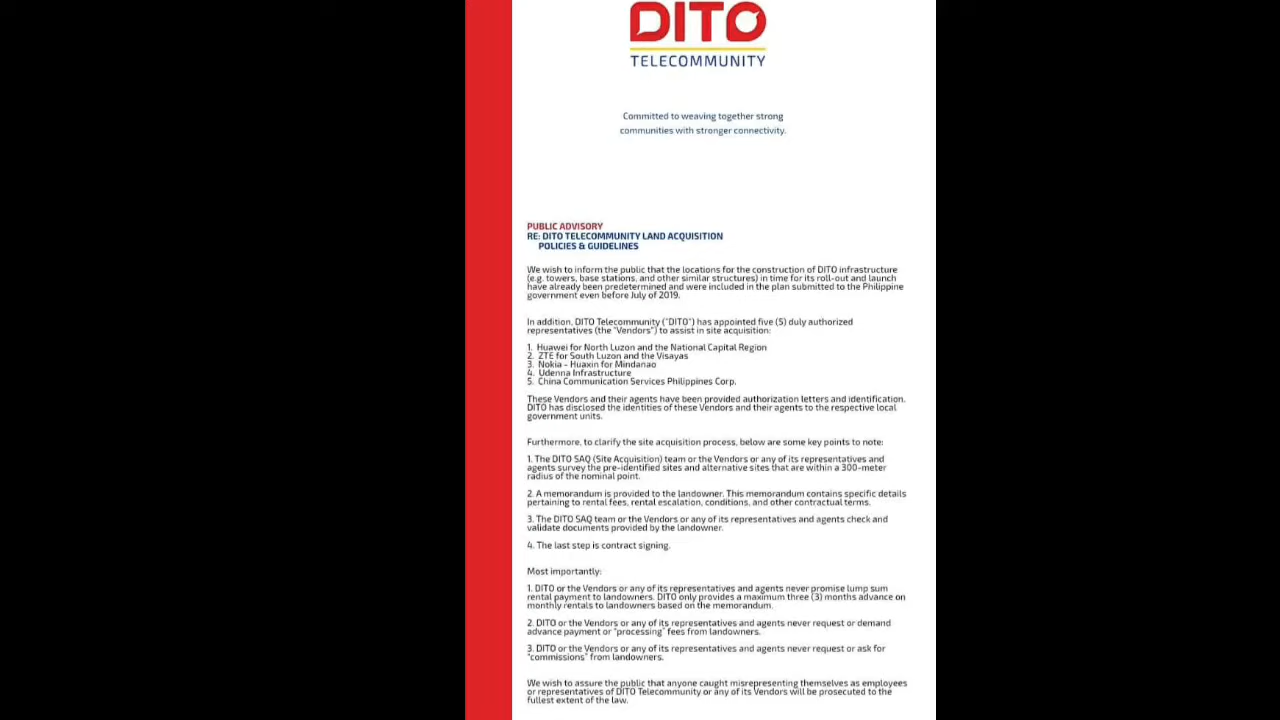 DITO
TELECOMMUNITY
Committed to weaving together strong
communities with stronger connectivity.
PUBLIC ADVISORY
RE: DITO TELECOMMUNITY LAND ACQUISITION
POLICIES & GUIDELINES
We wish to inform the public that the locations for the construction of DITO infrastructure
(e.g. towers, base stations, and other similar structures) in time for its roll-out and launch
have already been predetermined and were included in the plan submitted to the Philippine
government even before July of 2019.
In addition, DITO Telecommunity ("DITO") has appointed five (5) duly authorized
representatives (the "Vendors") to assist in site acquisition:
1. Huawei for North Luzon and the National Capital Region
2. ZTE for South Luzon and the Visayas
3. Nokia - Huaxin for Mindanao
4. Udenna Infrastructure
5. China Communication Services Philippines Corp.
These Vendors and their agents have been provided authorization letters and identification.
DITO has disclosed the identities of these Vendors and their agents to the respective local
government units.
Furthermore, to clarify the site acquisition process, below are some key points to note:
1. The DITO SAQ (Site Acquisition) team or the Vendors or any of its representatives and
agents survey the pre-identified sites and alternative sites that are within a 300-meter
radius of the nominal point.
2. A memorandum is provided to the landowner. This memorandum contains specific details
pertaining to rental fees, rental escalation, conditions, and other contractual terms.
3. The DITO SAQ team or the Vendors or any of its representatives and agents check and
validate documents provided by the landowner.
4. The last step is contract signing.
Most importantly:
1. DITO or the Vendors or any of its representatives and agents never promise lump sum
rental payment to landowners. DITO only provides a maximum three (3) months advance on
monthly rentals to landowners based on the memorandum.
2. DITO or the Vendors or any of its representatives and agents never request or demand
advance payment or "processing" fees from landowners.
3. DITO or the Vendors or any of its representatives and agents never request or ask for
"commissions" from landowners.
We wish to assure the public that anyone caught misrepresenting themselves as employees
or representatives of DITO Telecommunity or any of its Vendors will be prosecuted to the
fullest extent of the law.